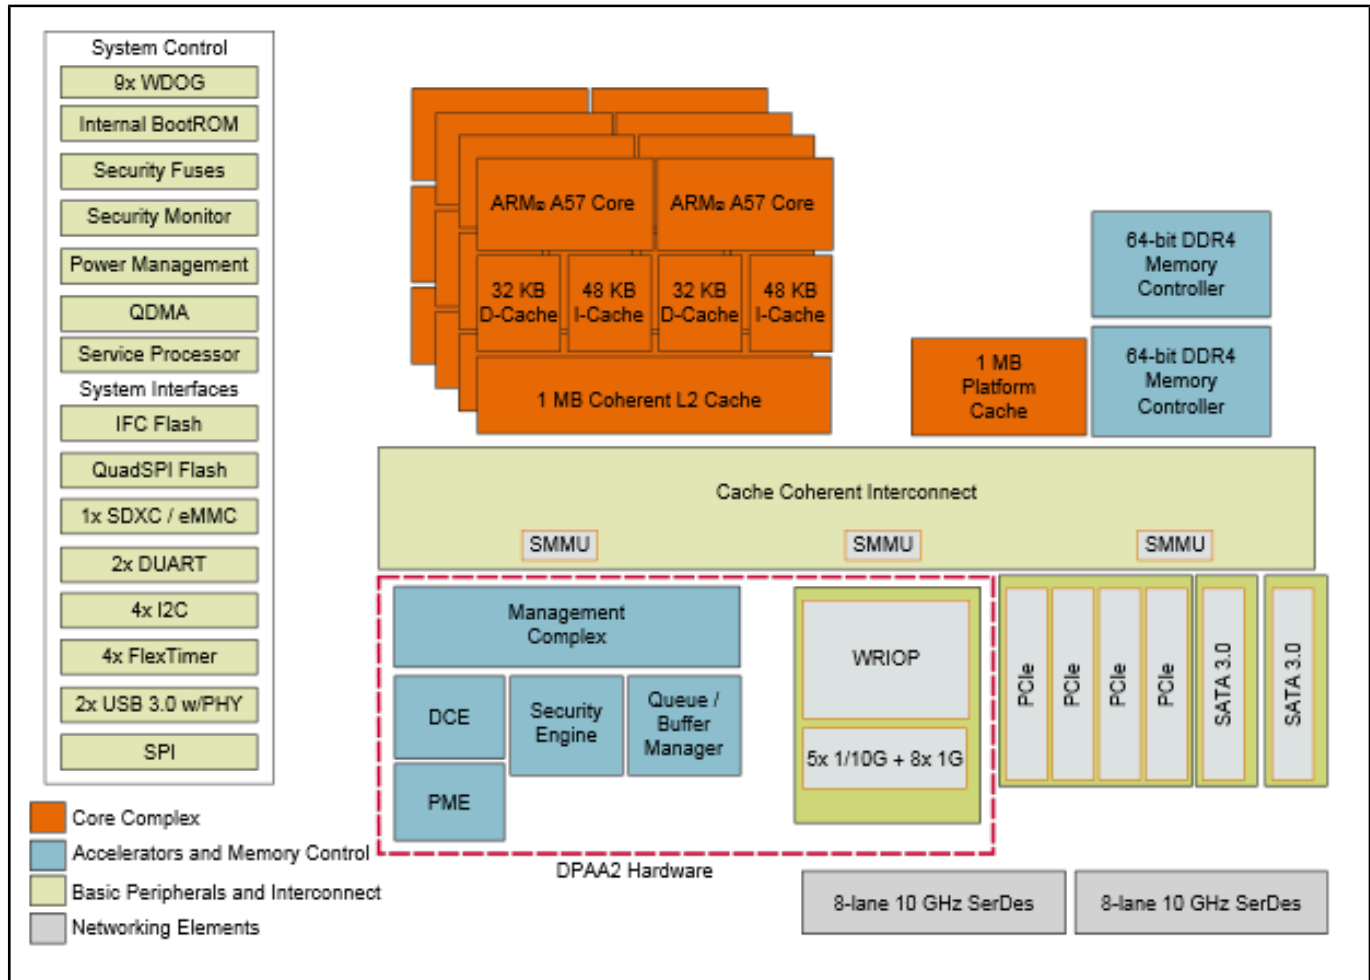 System Control
9x WDOG
Internal BootROM
Security Fuses
Security Monitor
Power Management
QDMA
Service Processor
System Interfaces
IFC Flash
QuadSPI Flash
1x SDXC / eMMC
2x DUART
4x I2C
4x FlexTimer
2x USB 3.0 w/PHY
SPI
ARM® A57 Core
ARM® A57 Core
32 KB
D-Cache
48 KB
I-Cache
32 KB
D-Cache
48 KB
I-Cache
1 MB Coherent L2 Cache
64-bit DDR4
Memory
Controller
1 MB
Platform
Cache
64-bit DDR4
Memory
Controller
Cache Coherent Interconnect
SMMU
SMMU
SMMU
Management
Complex
DCE
Security
Engine
Queue /
Buffer
Manager
PME
WRIOP
5x 1/10G + 8x 1G
PCIe
PCIe
PCIe
PCIe
SATA 3.0
SATA 3.0
DPAA2 Hardware
8-lane 10 GHz SerDes
8-lane 10 GHz SerDes
Core Complex
Accelerators and Memory Control
Basic Peripherals and Interconnect
Networking Elements